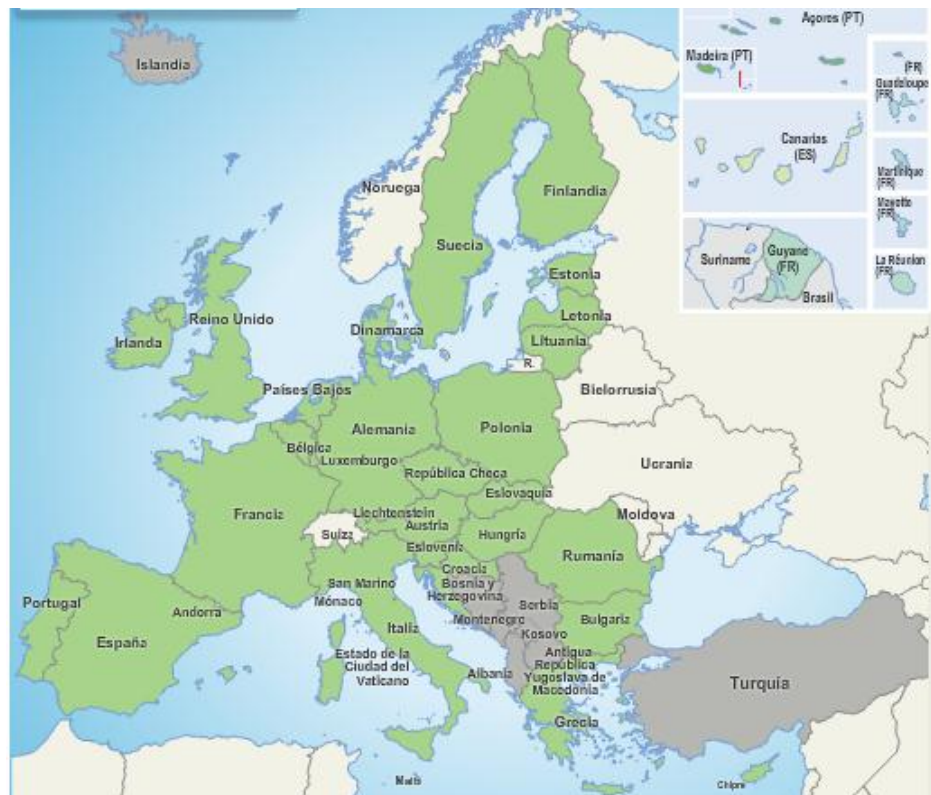 Islandia
Açores (PT)
Madeira (PT)
(FR)
Guadeloupe
(FR)
Canarias
(ES)
Martinique
(FR)
Mayotte
(FR)
Suriname
Guyane
(FR)
Brasil
La Réunion
(FR)
Noruega
Suecia
Finlandia
Estonia
Letonia
Lituania
R.
Reino Unido
Irlanda
Dinamarca
Países Bajos
Bielorrusia
Alemania
Polonia
Bélgica
Luxemburgo
República Checa
Ucrania
Eslovaquia
Francia
Liechtenstein
Austria
Moldova
Suiza
Hungría
Eslovenia
Rumanía
Croacia
San Marino
Bosnia y
Herzegovina
Mónaco
Serbia
Portugal
Andorra
Montenegro
Bulgaria
España
Italia
Kosovo
Estado de la
Ciudad del
Vaticano
Albania
Antigua
República
Yugoslava de
Macedonia
Turquía
Grecia
Malta
Chipre